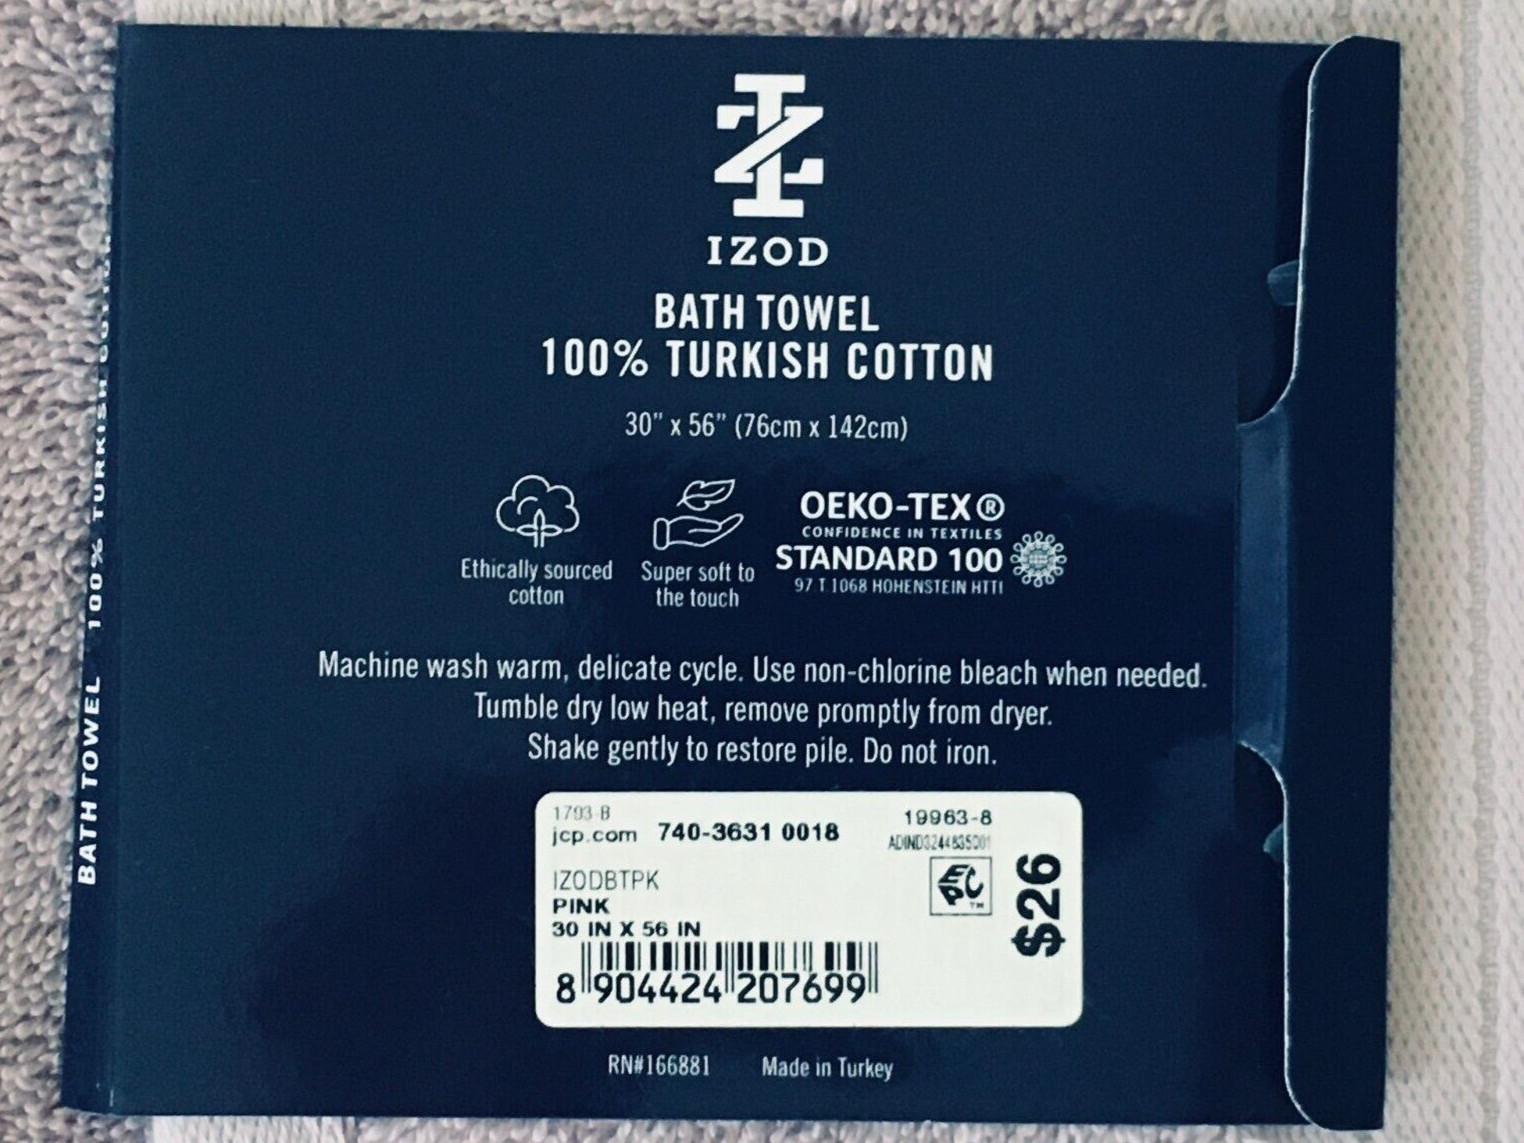 IZOD
BATH TOWEL
100% TURKISH COTTON
30" x 56" (76cm x 142cm)
Ethically sourced
cotton
Super soft to
the touch
OEKO-TEX®
CONFIDENCE IN TEXTILES
STANDARD 100
97 T 1068 HOHENSTEIN HTTI
Machine wash warm, delicate cycle. Use non-chlorine bleach when needed.
Tumble dry low heat, remove promptly from dryer.
Shake gently to restore pile. Do not iron.
1793-B
jcp.com 740-3631 0018
19963-8
IZODBTPK
PINK
30 IN X 56 IN
EPC™
$26
8 904424 207699
RN#166881 Made in Turkey
BATH TOWEL 100% TURKISH COTTON